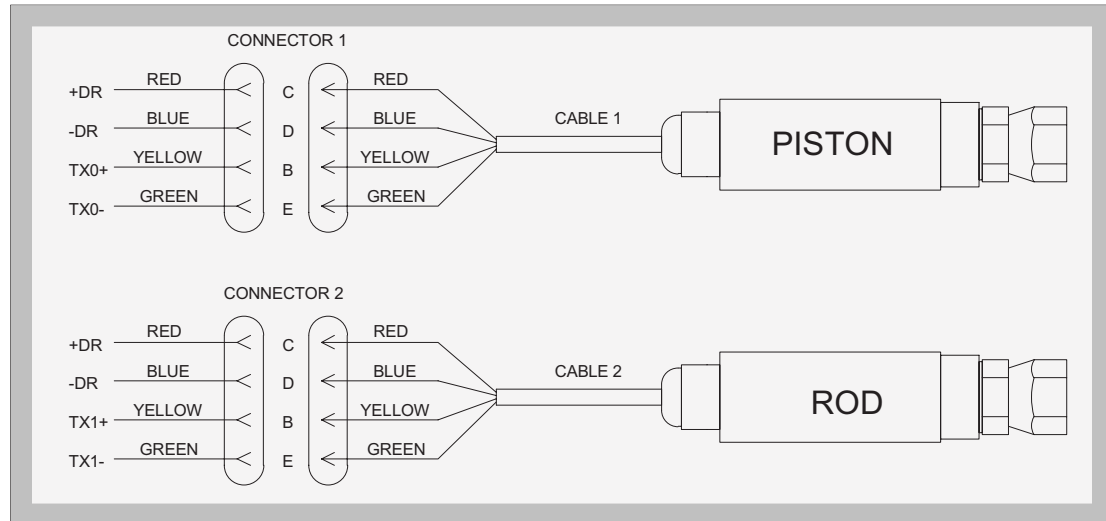 CONNECTOR 1
+DR RED C RED
-DR BLUE D BLUE CABLE 1 PISTON
TX0+ YELLOW B YELLOW
TX0- GREEN E GREEN
CONNECTOR 2
+DR RED C RED
-DR BLUE D BLUE CABLE 2 ROD
TX1+ YELLOW B YELLOW
TX1- GREEN E GREEN